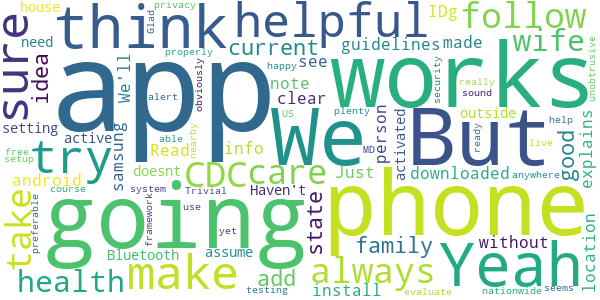 house
privacy
Glad
sure
think
helpful
IDg
follow
need
idea
We'll
current
guidelines
made
wife
see
app
works
unobtrusive
setting
alert
obviously
happy
properly
note
clear
security
plenty
really
sound
outside
explains
active
samsung
able
nearby
US
We
But
person
activated
MD
ready
help
live
try
Read
info
good
free
setup
android
doesnt
CDC
care
Just
downloaded
anywhere
take
preferable
going
phone
course
system
Trivial
Haven't
state
always
family
without
location
framework
use
yet
Bluetooth
assume
Yeah
health
make
add
install
testing
evaluate
nationwide
seems